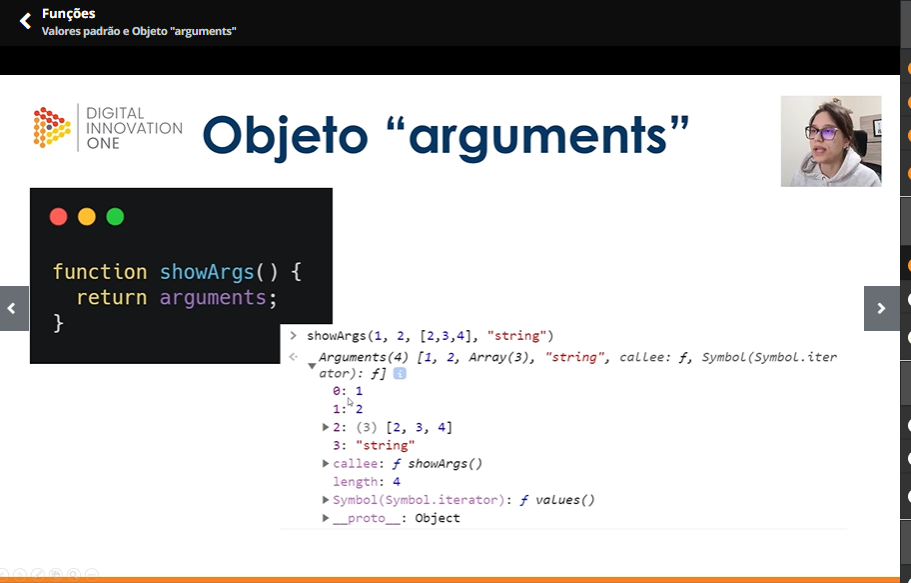 Funções
Valores padrão e Objeto "arguments"
DIGITAL
INNOVATION
ONE
Objeto “arguments”
function showArgs() {
return arguments;
}
> showArgs(1, 2, [2,3,4], "string")
Arguments(4) [1, 2, Array(3), "string", callee: ƒ, Symbol(Symbol.iter
ator): ƒ]
0: 1
1: 2
2: (3) [2, 3, 4]
3: "string"
callee: ƒ showArgs()
length: 4
Symbol(Symbol.iterator): ƒ values()
__proto__: Object